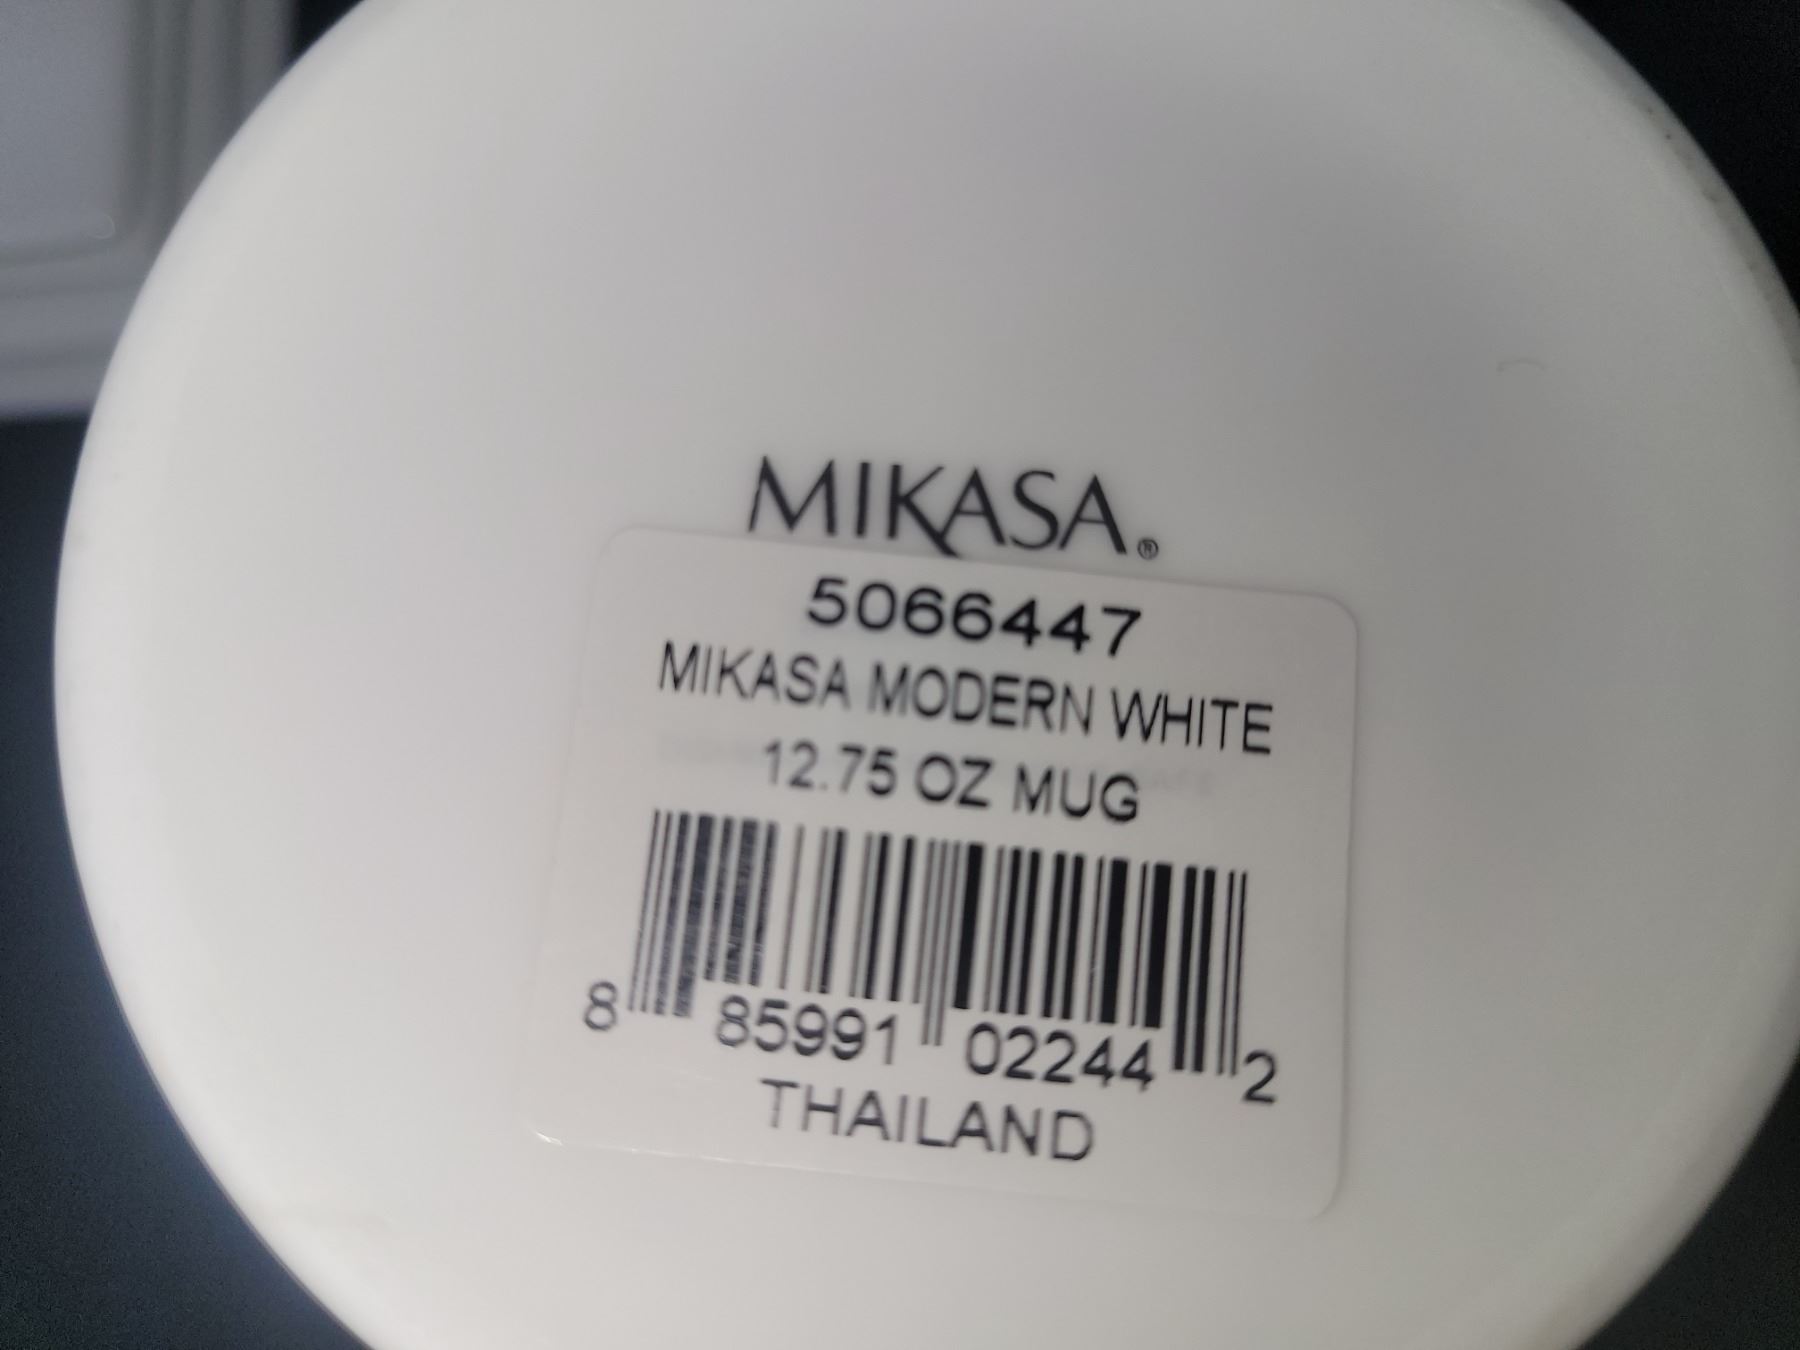 MIKASA®
5066447
MIKASA MODERN WHITE
12.75 OZ MUG
8 85991 02244 2
THAILAND